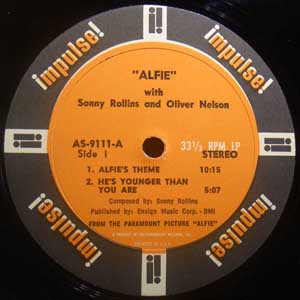 impulse!
"ALFIE"
with
Sonny Rollins and Oliver Nelson
AS-9111-A
Side 1
33⅓ RPM LP
STEREO
1. ALFIE'S THEME 10:15
2. HE'S YOUNGER THAN
YOU ARE 5:07
Composed by: Sonny Rollins
Published by: Ensign Music Corp. - BMI
FROM THE PARAMOUNT PICTURE "ALFIE"
impulse!
impulse!
impulse!
i!
i!
i!
i!